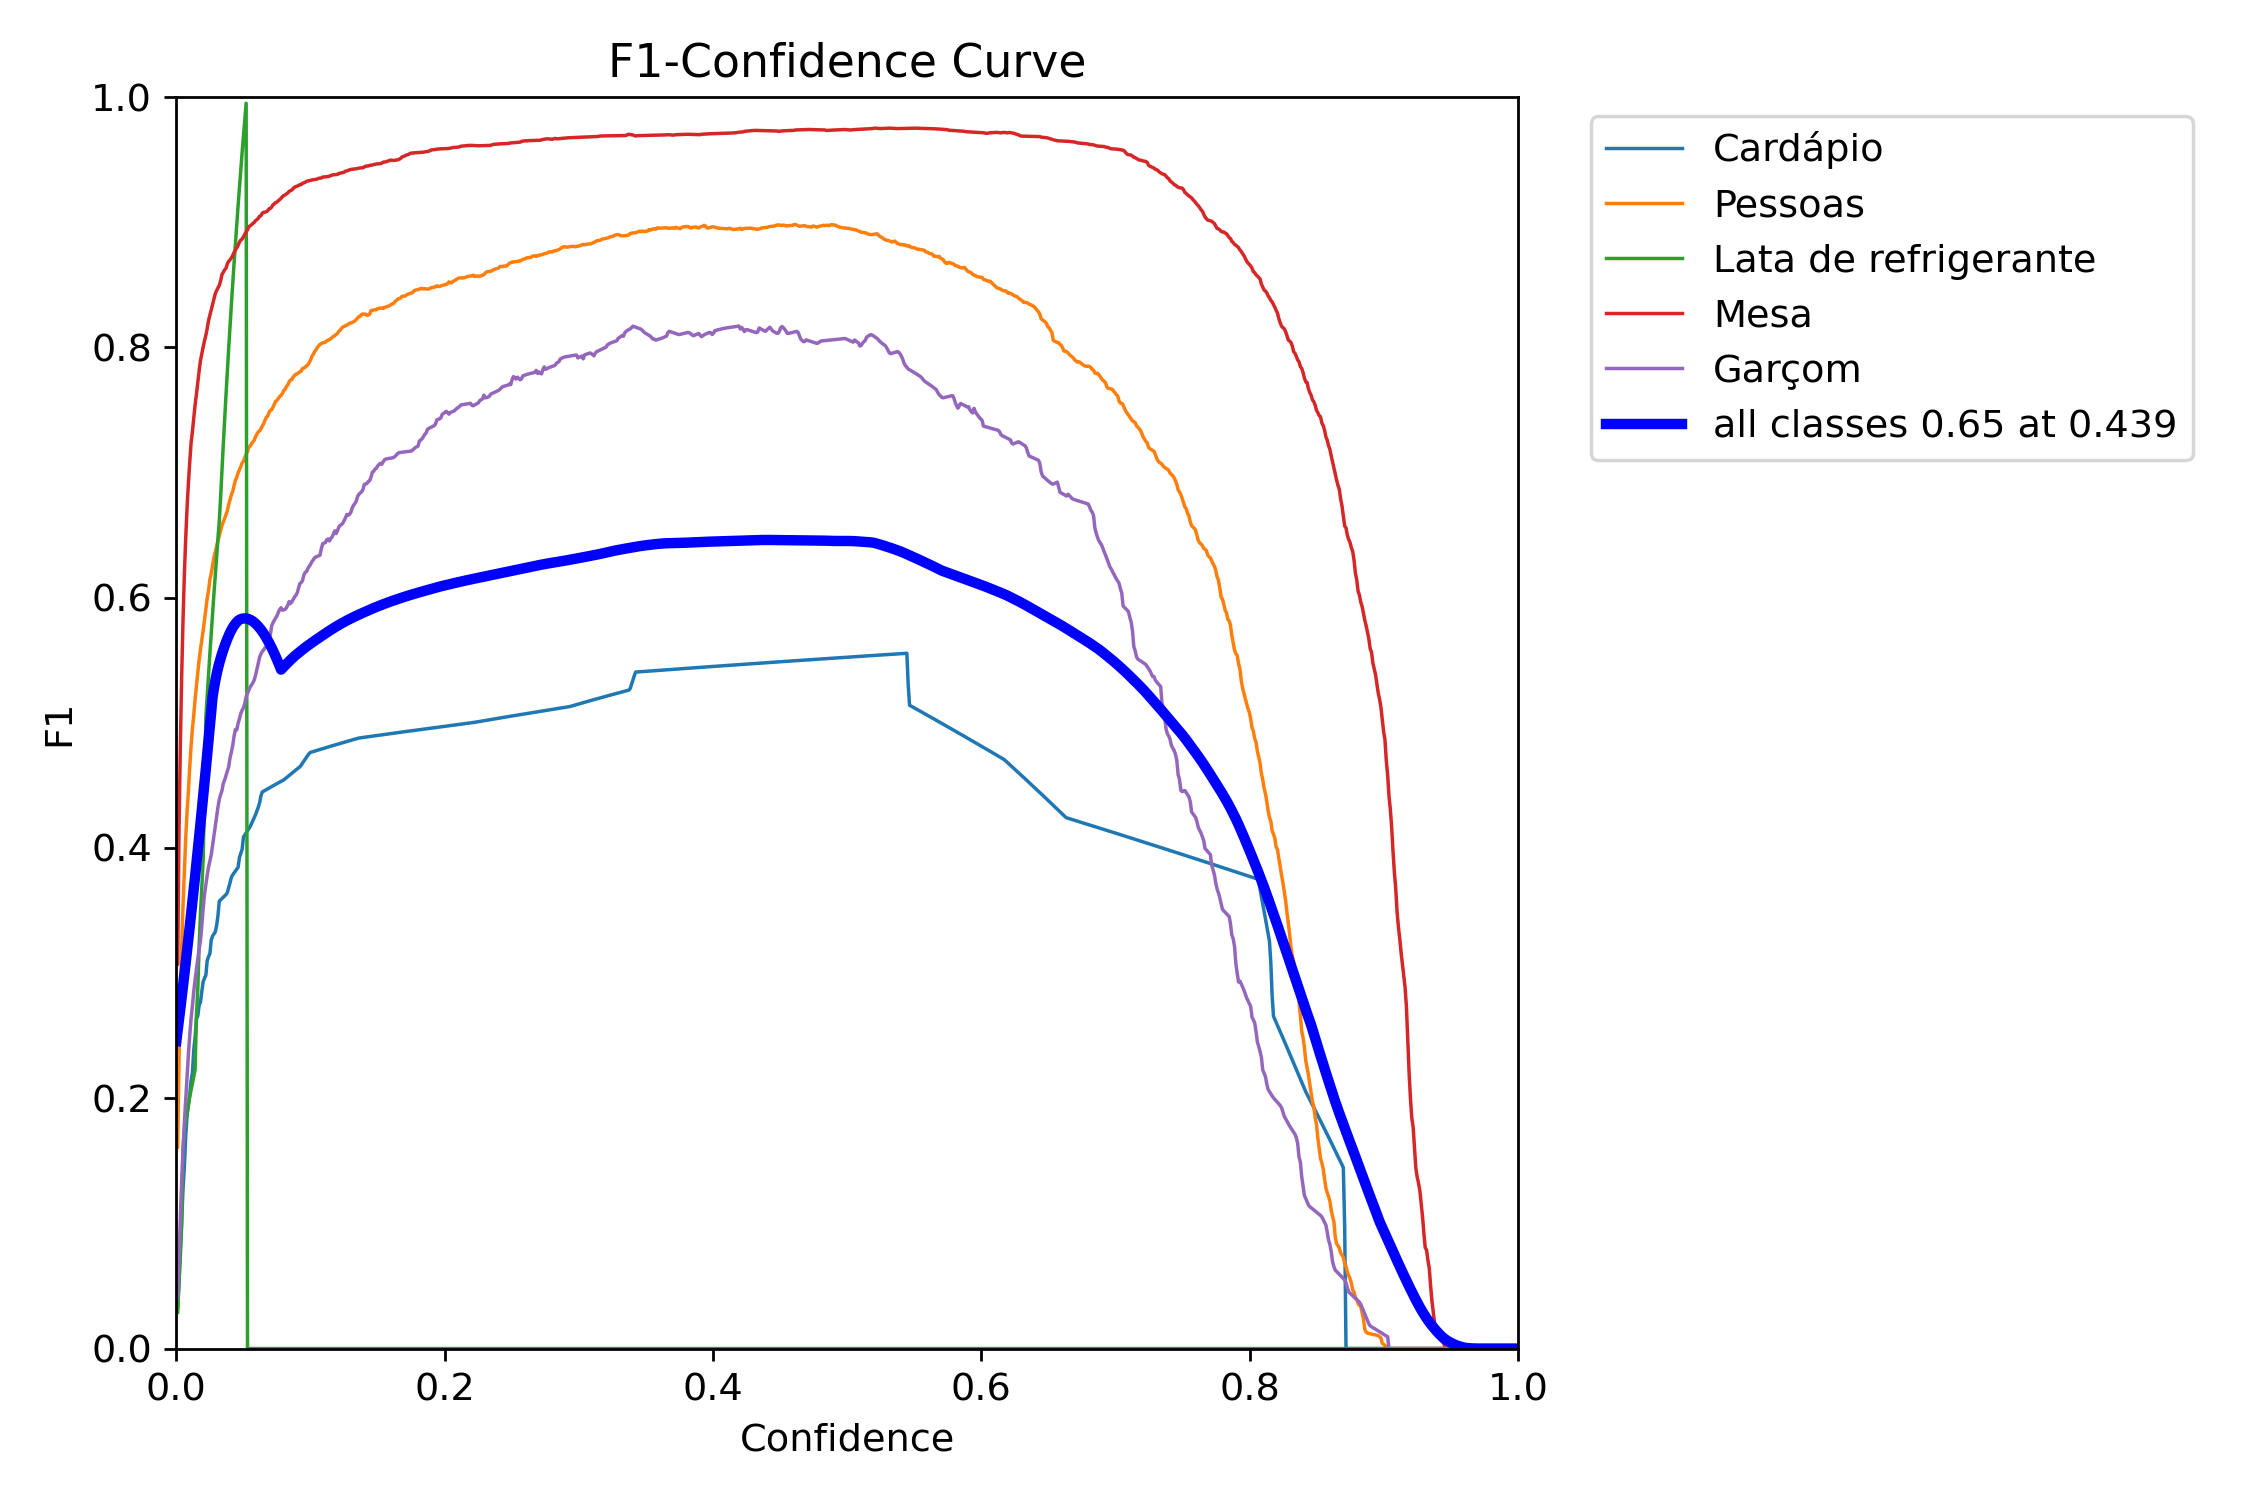 F1-Confidence Curve
1.0
0.8
0.6
0.4
0.2
0.0
F1
0.0 0.2 0.4 0.6 0.8 1.0
Confidence
Cardápio
Pessoas
Lata de refrigerante
Mesa
Garçom
all classes 0.65 at 0.439